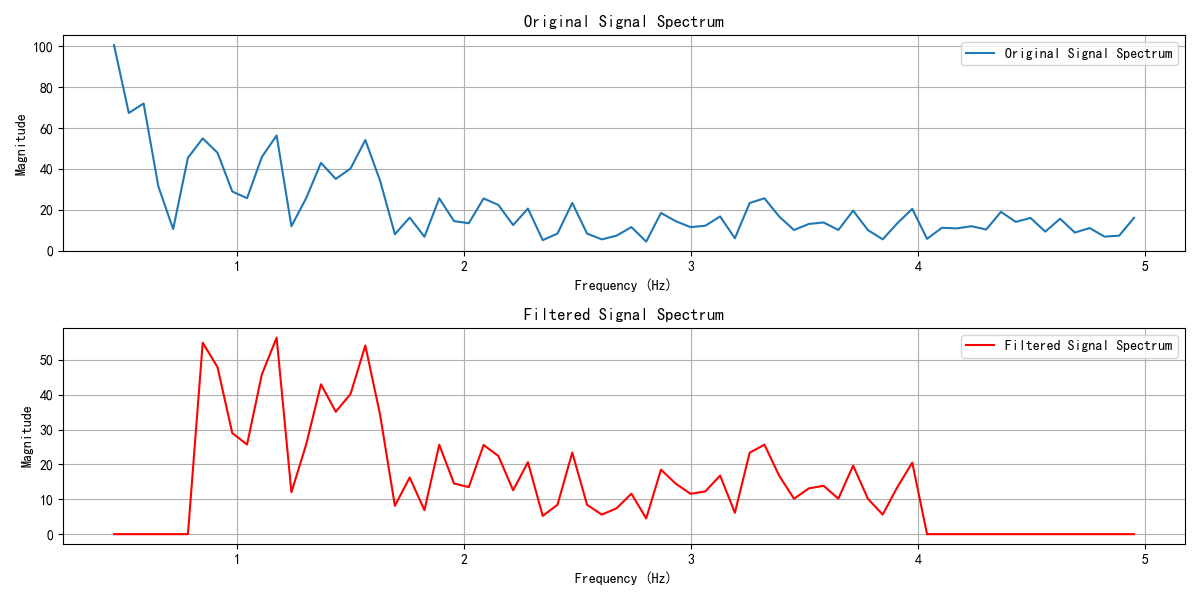 Original Signal Spectrum
Original Signal Spectrum
Magnitude
100
80
60
40
20
0
1 2 3 4 5
Frequency (Hz)
Filtered Signal Spectrum
Filtered Signal Spectrum
Magnitude
50
40
30
20
10
0
1 2 3 4 5
Frequency (Hz)